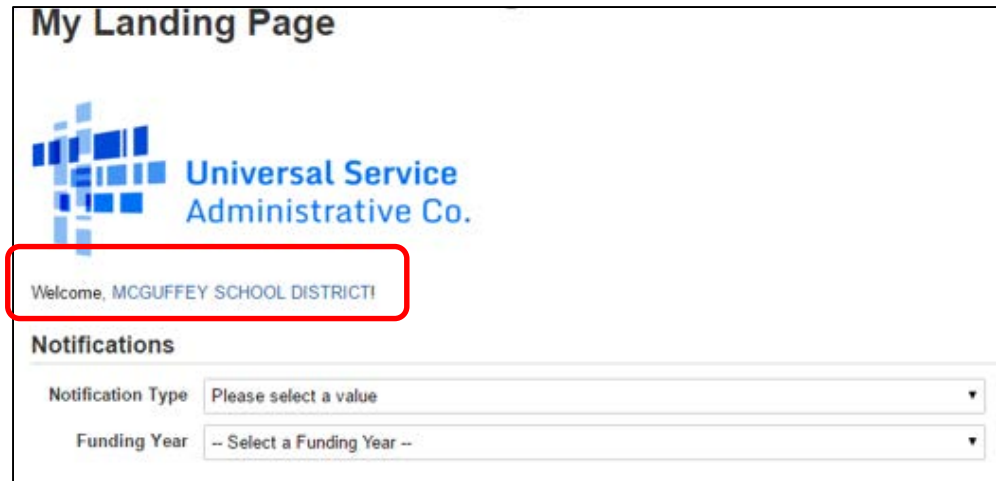 My Landing Page
Universal Service
Administrative Co.
Welcome, MCGUFFEY SCHOOL DISTRICT!
Notifications
Notification Type Please select a value
Funding Year -- Select a Funding Year --